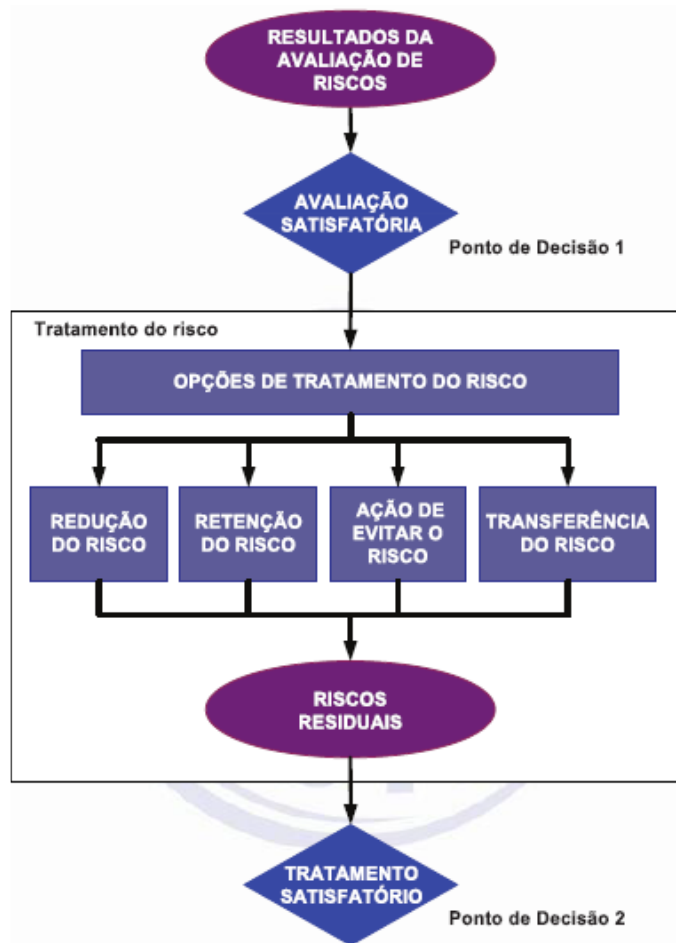 RESULTADOS DA
AVALIAÇÃO DE
RISCOS
AVALIAÇÃO
SATISFATÓRIA
Ponto de Decisão 1
Tratamento do risco
OPÇÕES DE TRATAMENTO DO RISCO
REDUÇÃO
DO RISCO
RETENÇÃO
DO RISCO
AÇÃO DE
EVITAR O
RISCO
TRANSFERÊNCIA
DO RISCO
RISCOS
RESIDUAIS
TRATAMENTO
SATISFATÓRIO
Ponto de Decisão 2